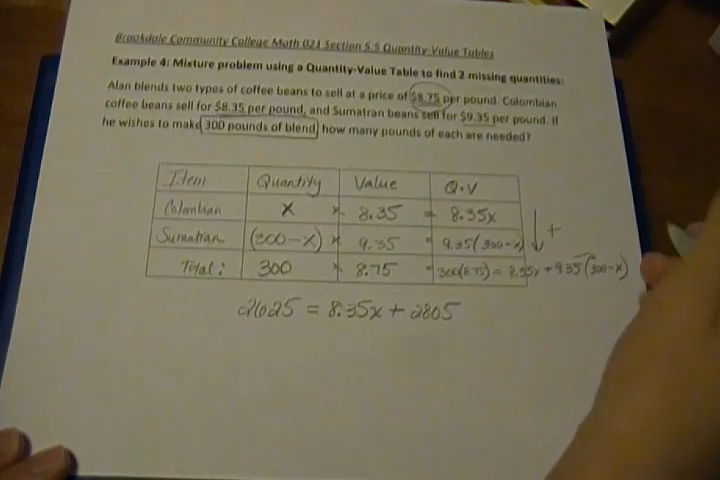 Brookdale Community College Math 021 Section 5.5 Quantity-Value Tables
Example 4: Mixture problem using a Quantity-Value Table to find 2 missing quantities:
Alan blends two types of coffee beans to sell at a price of $8.75 per pound. Colombian
coffee beans sell for $8.35 per pound, and Sumatran beans sell for $9.35 per pound. If
he wishes to make 300 pounds of blend, how many pounds of each are needed?
Item Quantity Value Q·V
Colombian x × 8.35 = 8.35x
Sumatran (300-x) × 9.35 = 9.35(300-x) +
Total: 300 × 8.75 = 300(8.75) = 8.35x + 9.35(300-x)
2625 = 8.35x + 2805